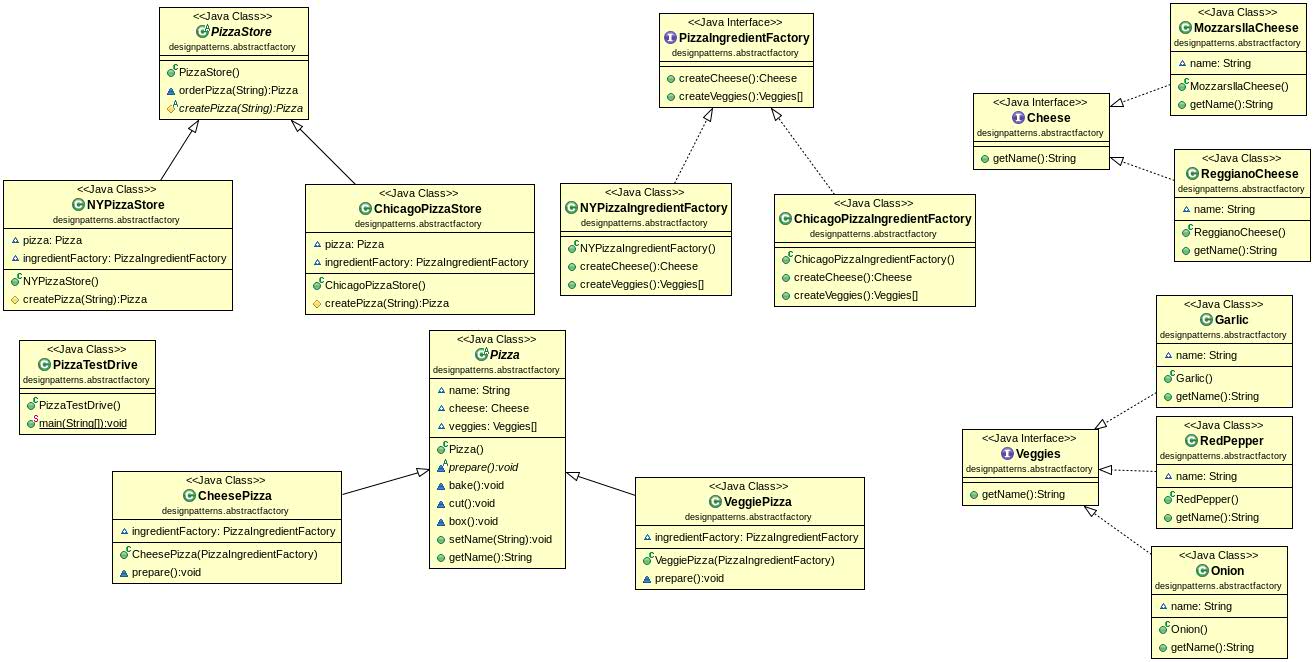 <<Java Class>>
PizzaStore
designpatterns.abstractfactory
PizzaStore()
orderPizza(String):Pizza
createPizza(String):Pizza
<<Java Interface>>
PizzaIngredientFactory
designpatterns.abstractfactory
createCheese():Cheese
createVeggies():Veggies[]
<<Java Class>>
MozzarsllaCheese
designpatterns.abstractfactory
name: String
MozzarsllaCheese()
getName():String
<<Java Interface>>
Cheese
designpatterns.abstractfactory
getName():String
<<Java Class>>
ReggianoCheese
designpatterns.abstractfactory
name: String
ReggianoCheese()
getName():String
<<Java Class>>
NYPizzaStore
designpatterns.abstractfactory
pizza: Pizza
ingredientFactory: PizzaIngredientFactory
NYPizzaStore()
createPizza(String):Pizza
<<Java Class>>
ChicagoPizzaStore
designpatterns.abstractfactory
pizza: Pizza
ingredientFactory: PizzaIngredientFactory
ChicagoPizzaStore()
createPizza(String):Pizza
<<Java Class>>
NYPizzaIngredientFactory
designpatterns.abstractfactory
NYPizzaIngredientFactory()
createCheese():Cheese
createVeggies():Veggies[]
<<Java Class>>
ChicagoPizzaIngredientFactory
designpatterns.abstractfactory
ChicagoPizzaIngredientFactory()
createCheese():Cheese
createVeggies():Veggies[]
<<Java Class>>
Garlic
designpatterns.abstractfactory
name: String
Garlic()
getName():String
<<Java Class>>
PizzaTestDrive
designpatterns.abstractfactory
PizzaTestDrive()
main(String[]):void
<<Java Class>>
Pizza
designpatterns.abstractfactory
name: String
cheese: Cheese
veggies: Veggies[]
Pizza()
prepare():void
bake():void
cut():void
box():void
setName(String):void
getName():String
<<Java Class>>
CheesePizza
designpatterns.abstractfactory
ingredientFactory: PizzaIngredientFactory
CheesePizza(PizzaIngredientFactory)
prepare():void
<<Java Class>>
VeggiePizza
designpatterns.abstractfactory
ingredientFactory: PizzaIngredientFactory
VeggiePizza(PizzaIngredientFactory)
prepare():void
<<Java Interface>>
Veggies
designpatterns.abstractfactory
getName():String
<<Java Class>>
RedPepper
designpatterns.abstractfactory
name: String
RedPepper()
getName():String
<<Java Class>>
Onion
designpatterns.abstractfactory
name: String
Onion()
getName():String